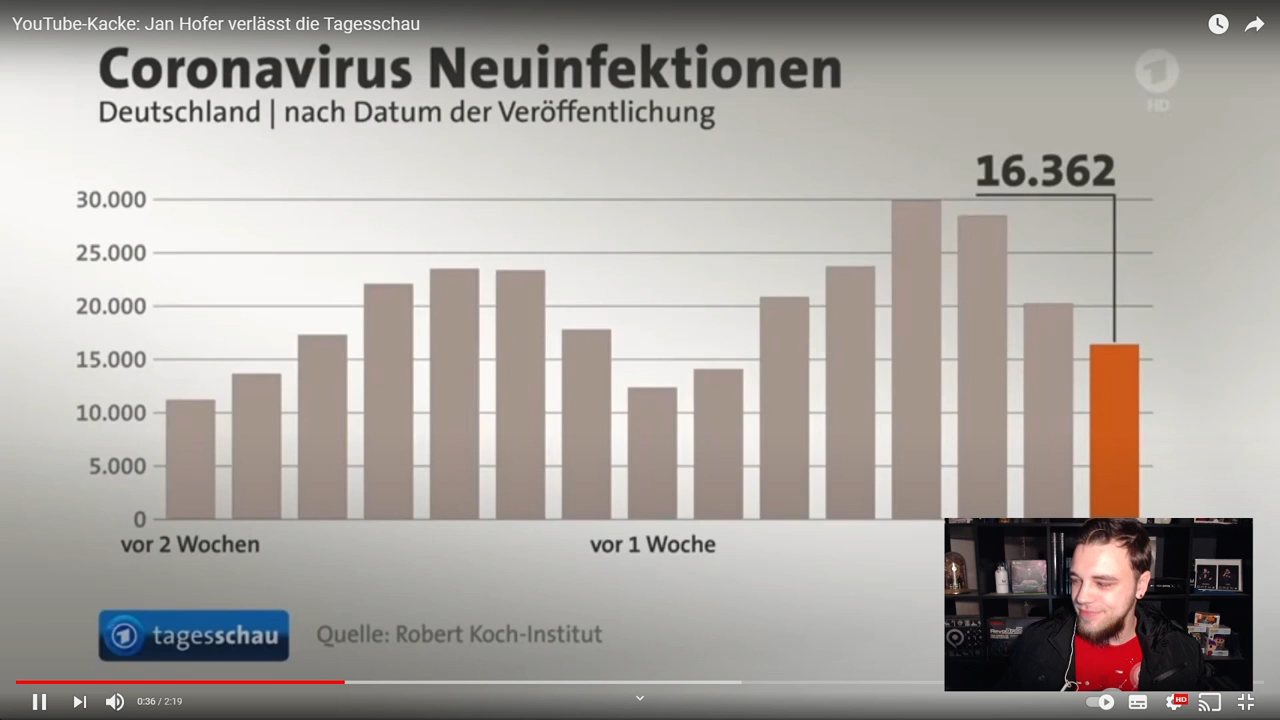 YouTube-Kacke: Jan Hofer verlässt die Tagesschau
Coronavirus Neuinfektionen
Deutschland | nach Datum der Veröffentlichung
HD
16.362
30.000
25.000
20.000
15.000
10.000
5.000
0
vor 2 Wochen
vor 1 Woche
tagesschau
Quelle: Robert Koch-Institut
0:36 / 2:19
HD